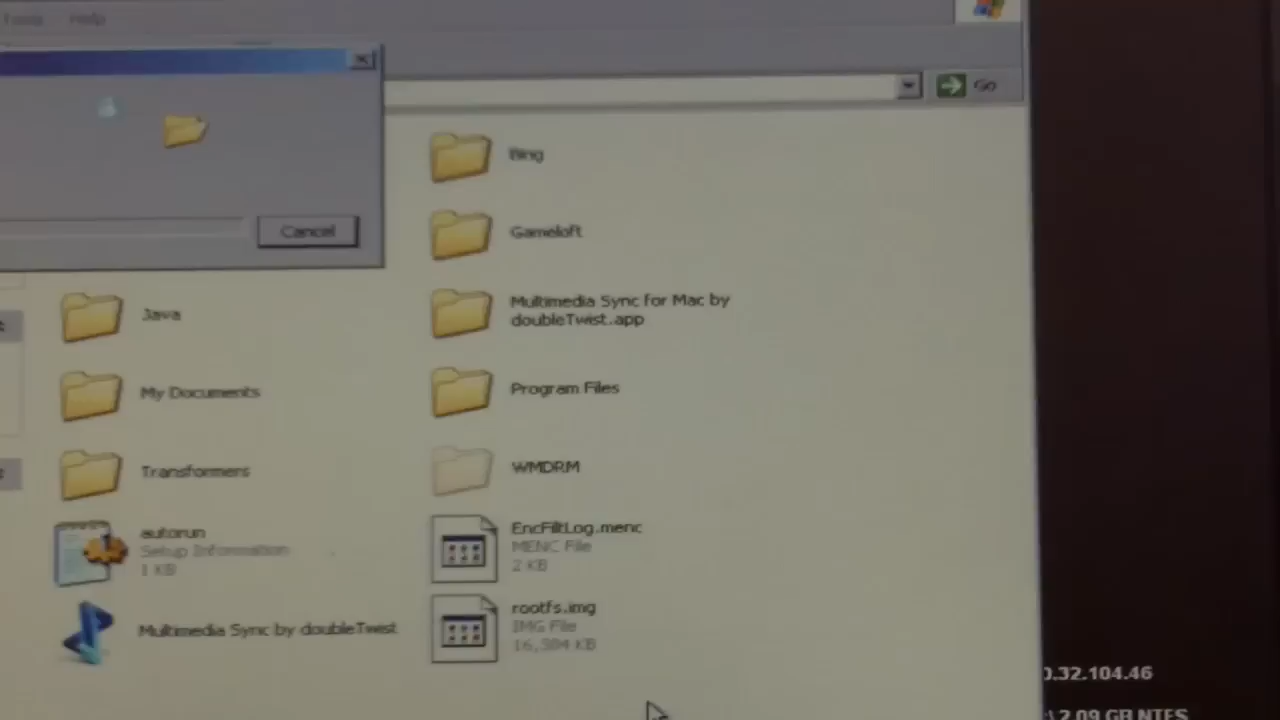 Tools Help
Go
Cancel
Bing
Gameloft
Java
Multimedia Sync for Mac by
doubleTwist.app
My Documents
Program Files
Transformers
WMDRM
autorun
Setup Information
1 KB
EncFiltLog.menc
MENC File
2 KB
Multimedia Sync by doubleTwist
rootfs.img
IMG File
16,384 KB
0.32.104.46
2.09 GB NTFS